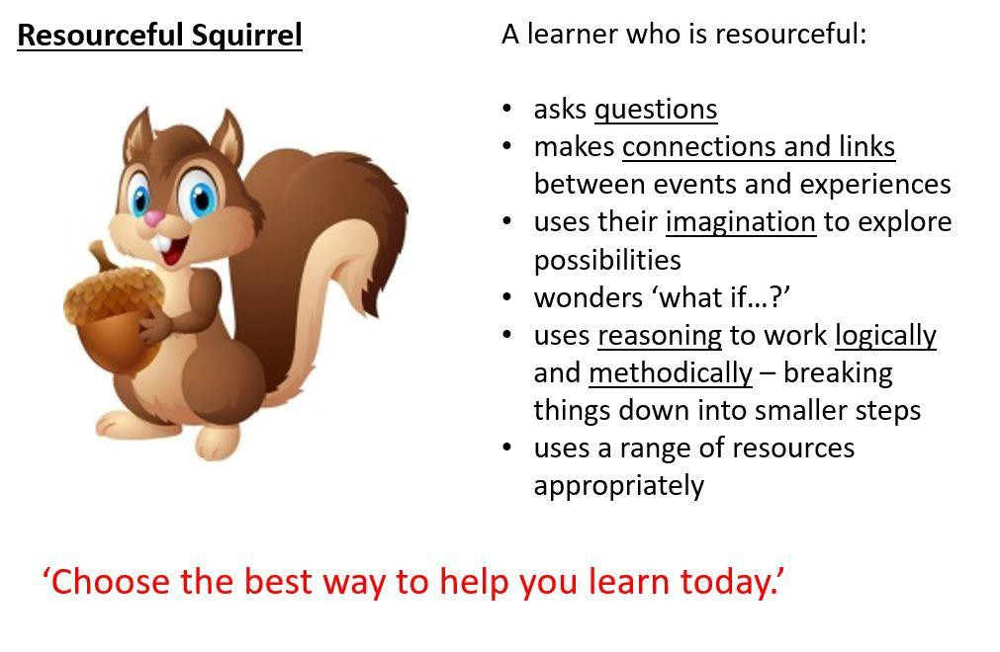 Resourceful Squirrel
A learner who is resourceful:
• asks questions
• makes connections and links
between events and experiences
• uses their imagination to explore
possibilities
• wonders ‘what if…?’
• uses reasoning to work logically
and methodically – breaking
things down into smaller steps
• uses a range of resources
appropriately
‘Choose the best way to help you learn today.’